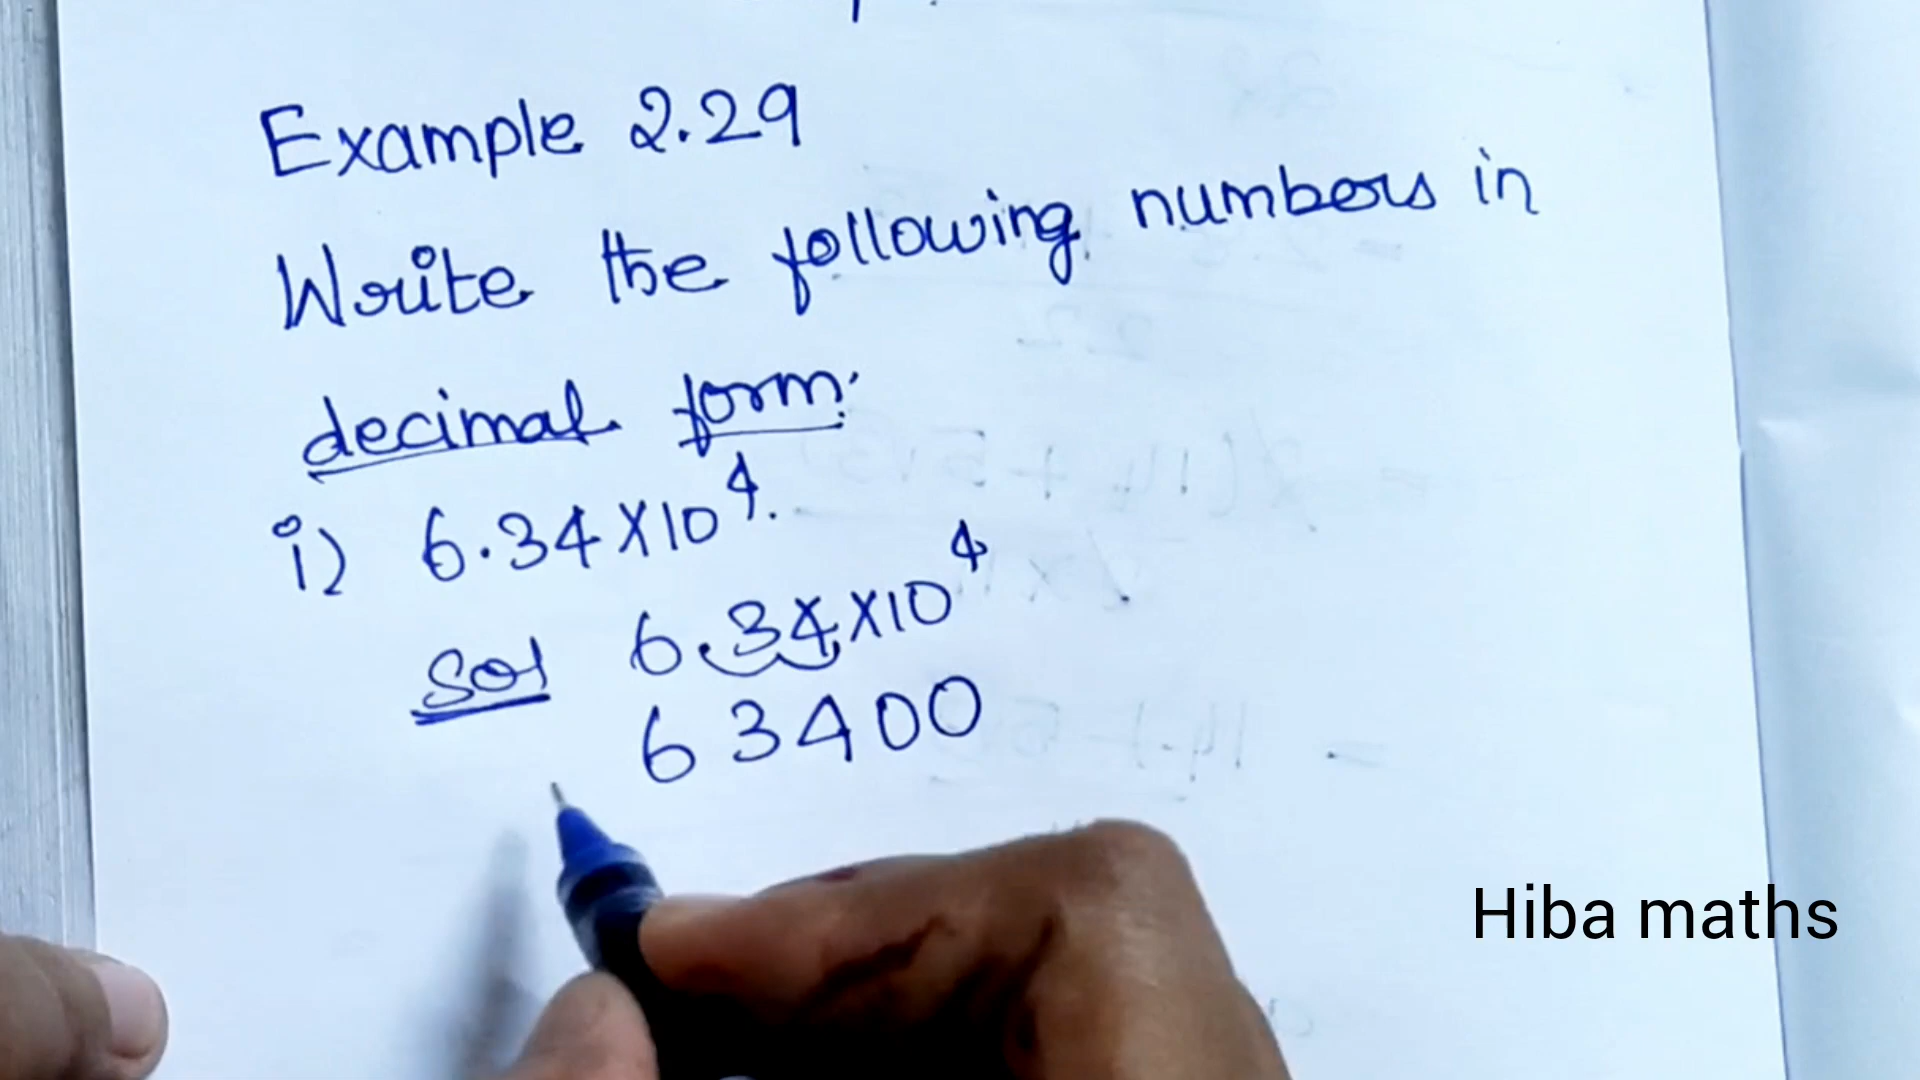 Example 2.29
Write the following numbers in
decimal form:
i) 6.34×10⁴.
Sol 6.34×10⁴
63400
Hiba maths